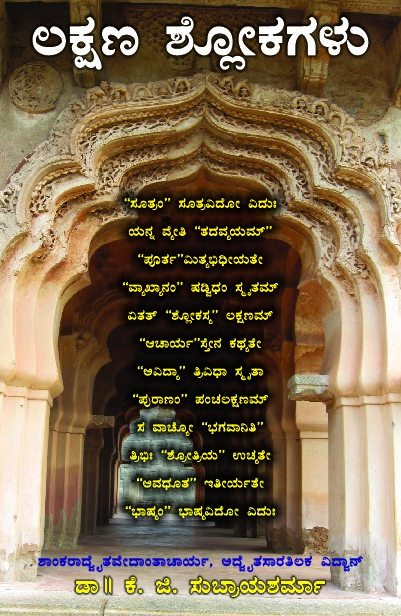 ಲಕ್ಷಣ ಶ್ಲೋಕಗಳು
“ಸೂತ್ರಂ” ಸೂತ್ರವಿದೋ ವಿದುಃ
ಯನ್ನ ವ್ಯೇತಿ “ತದವ್ಯಯಮ್”
“ಪೂರ್ತ”ಮಿತ್ಯಭಿಧೀಯತೇ
“ವ್ಯಾಖ್ಯಾನಂ” ಷಡ್ವಿಧಂ ಸ್ಮೃತಮ್
ಏತತ್ “ಶ್ಲೋಕಸ್ಯ” ಲಕ್ಷಣಮ್
“ಆಚಾರ್ಯ”ಸ್ತೇನ ಕಥ್ಯತೇ
“ಅವಿದ್ಯಾ” ತ್ರಿವಿಧಾ ಸ್ಮೃತಾ
“ಪುರಾಣಂ” ಪಂಚಲಕ್ಷಣಮ್
ಸ ವಾಚ್ಯೋ “ಭಗವಾನಿತಿ”
ತ್ರಿಭಃ “ಶ್ರೋತ್ರಿಯ” ಉಚ್ಯತೇ
“ಅವಧೂತ” ಇತೀರ್ಯತೇ
“ಭಾಷ್ಯಂ” ಭಾಷ್ಯವಿದೋ ವಿದುಃ
ಶಾಂಕರಾದ್ವೈತವೇದಾಂತಾಚಾರ್ಯ, ಅದ್ವೈತಸಾರತಿಲಕ ವಿದ್ವಾನ್
ಡಾ॥ ಕೆ. ಜಿ. ಸುಬ್ರಾಯಶರ್ಮಾ